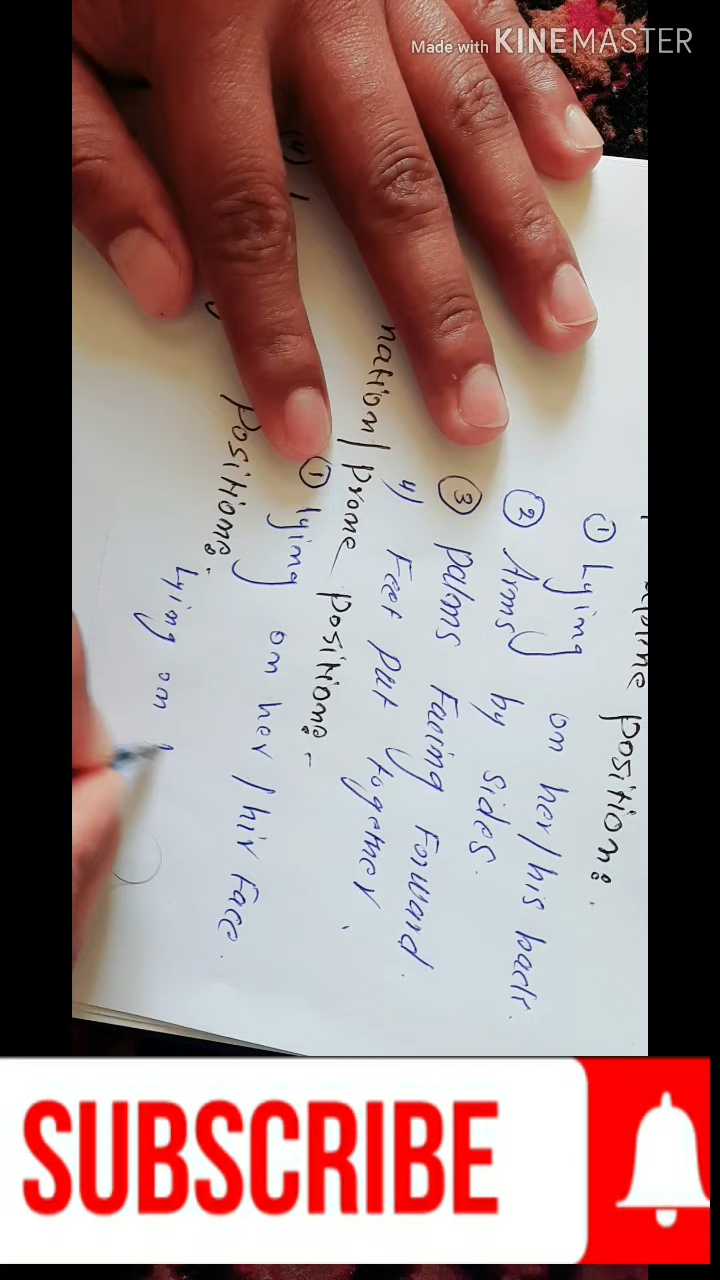 Made with KINEMASTER
position:
① Lying on her/his back.
② Arms by sides.
③ palms Facing Forward.
4) Feet put together.
nation/prone position:-
① lying on her/his Face.
(4) L
position:
Lying on
SUBSCRIBE